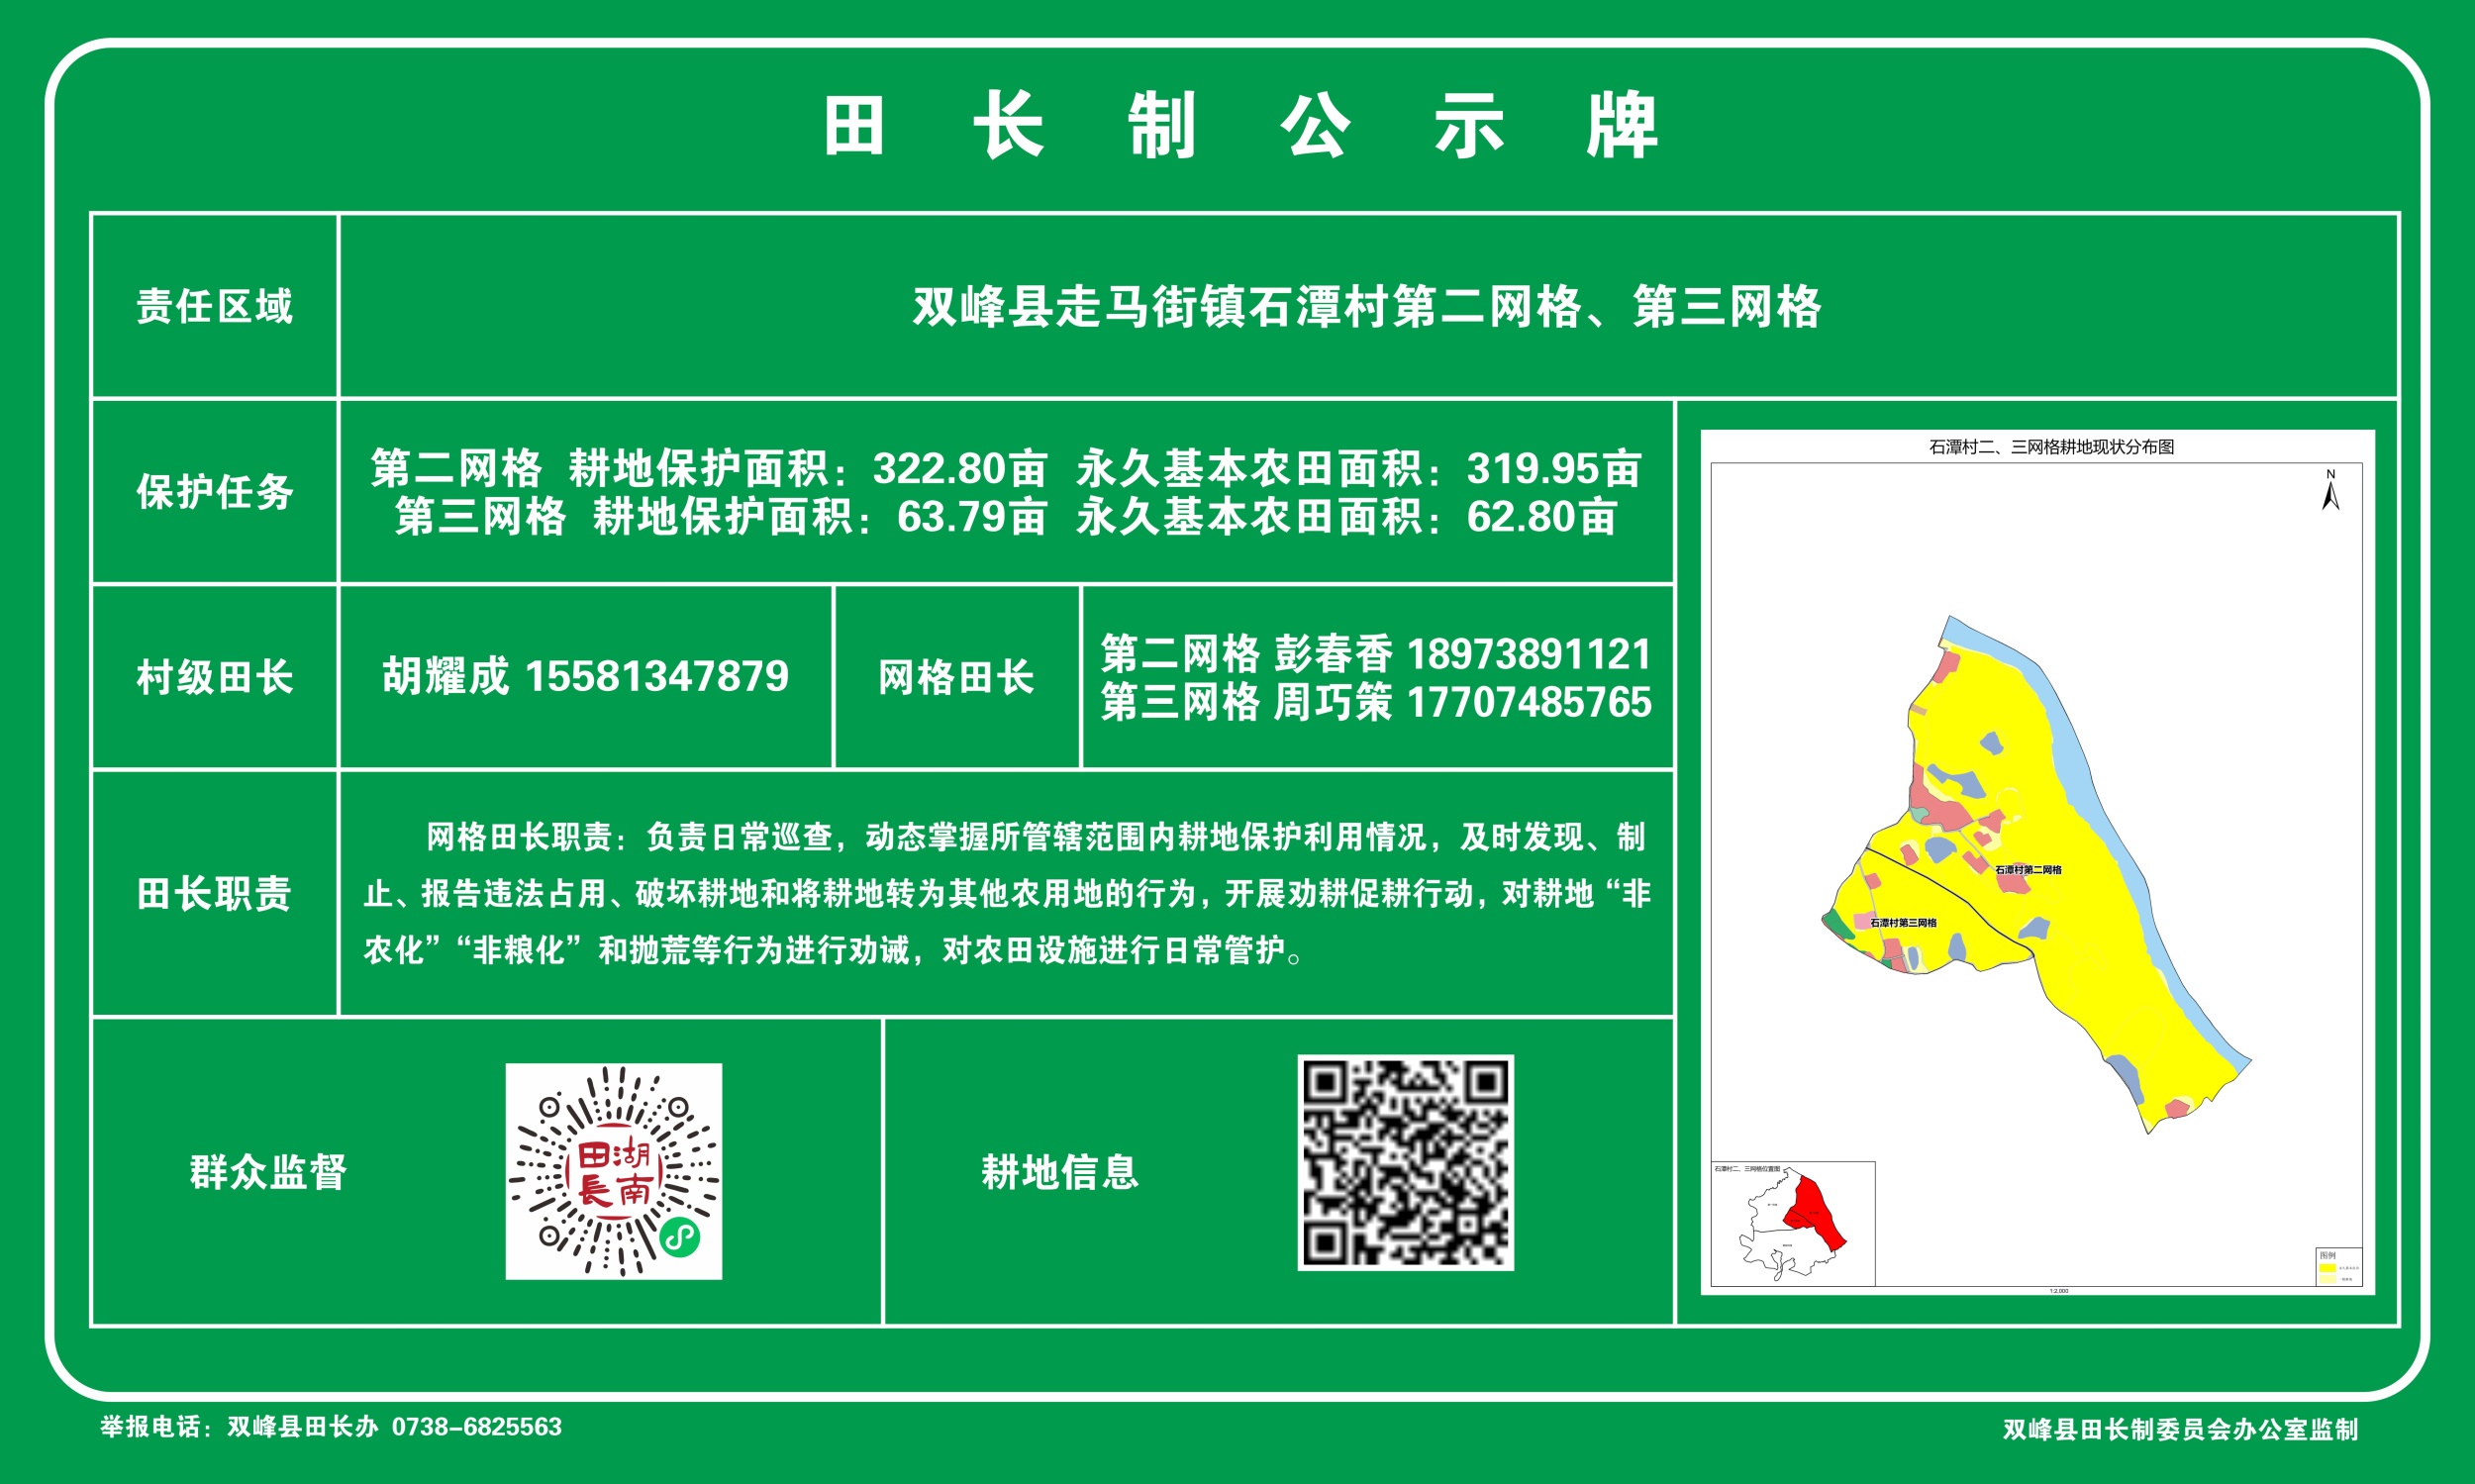 田长制公示牌
责任区域
双峰县走马街镇石潭村第二网格、第三网格
保护任务
第二网格 耕地保护面积：322.80亩 永久基本农田面积：319.95亩
第三网格 耕地保护面积：63.79亩 永久基本农田面积：62.80亩
村级田长
胡耀成 15581347879
网格田长
第二网格 彭春香 18973891121
第三网格 周巧策 17707485765
田长职责
网格田长职责：负责日常巡查，动态掌握所管辖范围内耕地保护利用情况，及时发现、制
止、报告违法占用、破坏耕地和将耕地转为其他农用地的行为，开展劝耕促耕行动，对耕地“非
农化”“非粮化”和抛荒等行为进行劝诫，对农田设施进行日常管护。
群众监督
田湖
長南
耕地信息
石潭村二、三网格耕地现状分布图
N
石潭村第二网格
石潭村第三网格
石潭村二、三网格位置图
图例
1:2,000
举报电话：双峰县田长办 0738-6825563
双峰县田长制委员会办公室监制